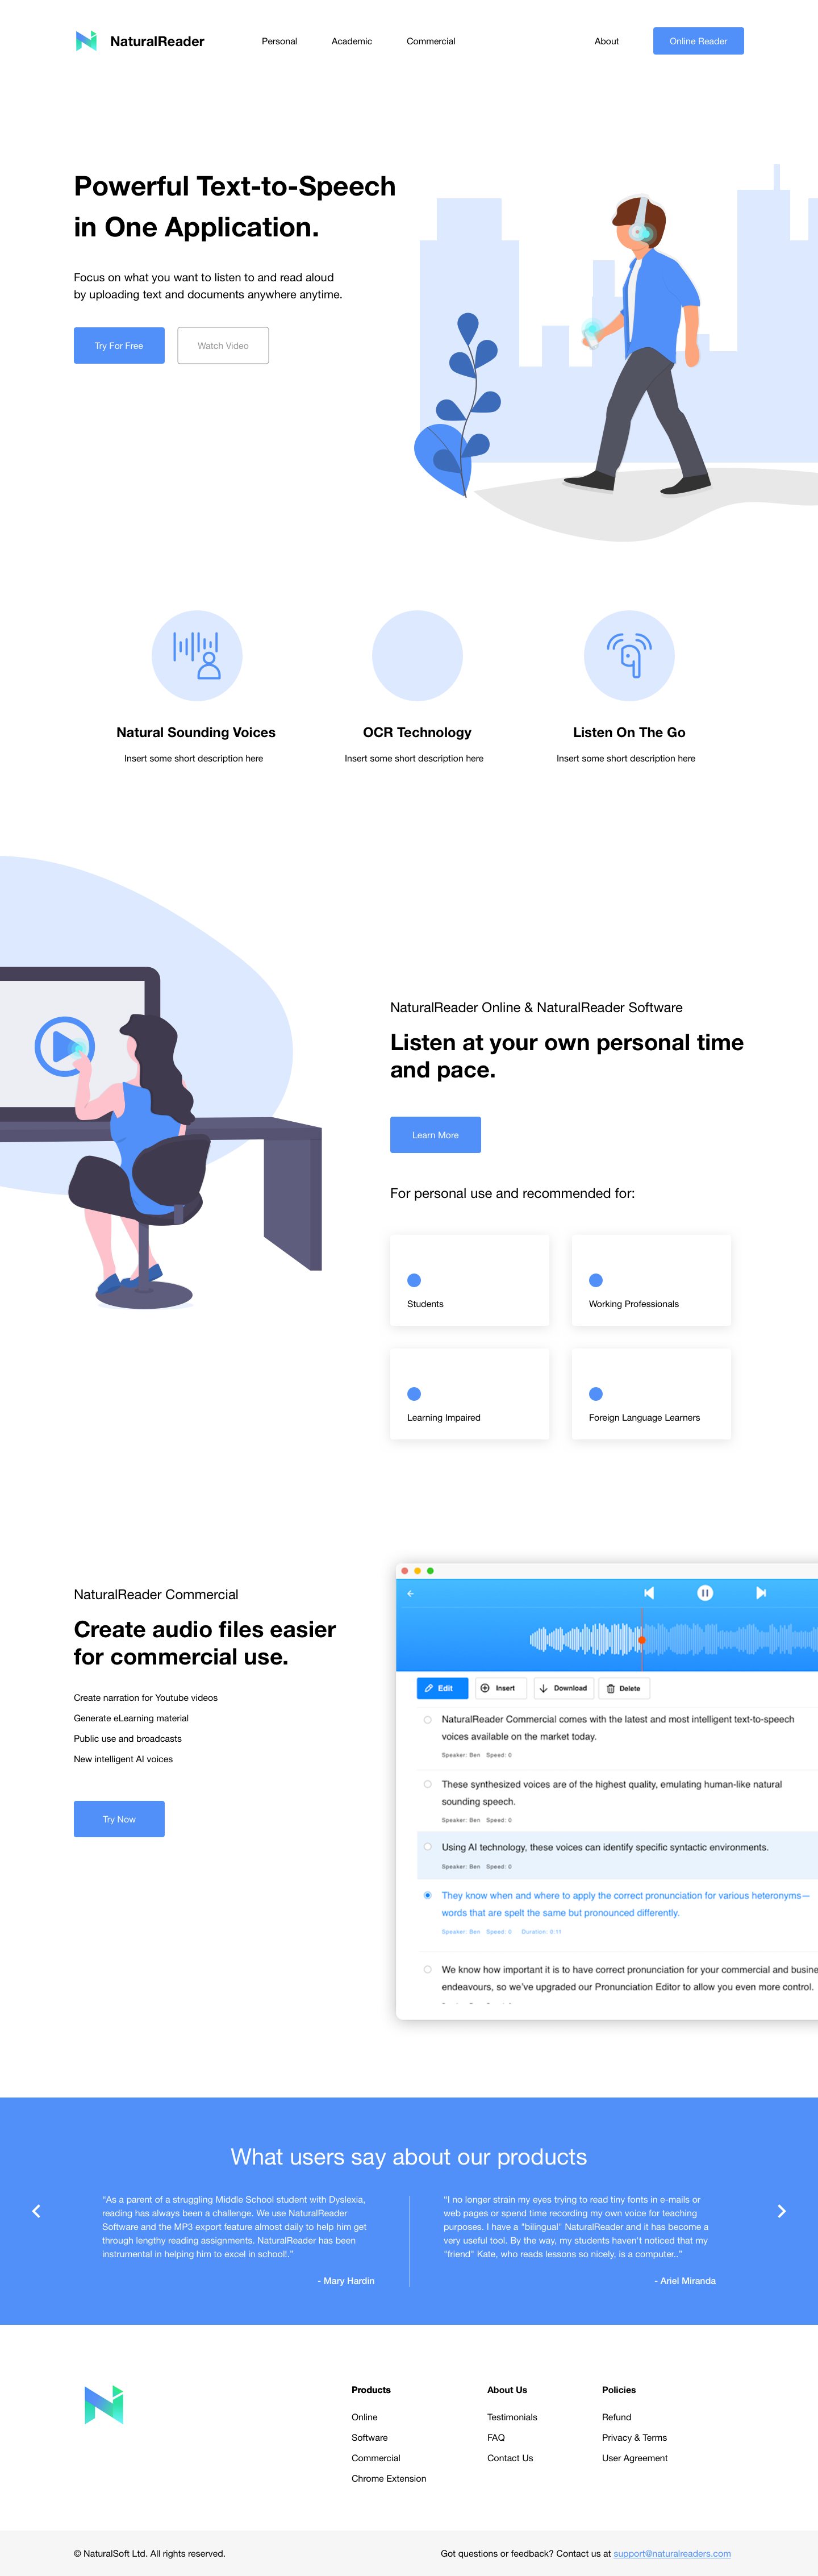 NaturalReader
Personal
Academic
Commercial
About
Online Reader
Powerful Text-to-Speech
in One Application.
Focus on what you want to listen to and read aloud
by uploading text and documents anywhere anytime.
Try For Free
Watch Video
Natural Sounding Voices
Insert some short description here
OCR Technology
Insert some short description here
Listen On The Go
Insert some short description here
NaturalReader Online & NaturalReader Software
Listen at your own personal time
and pace.
Learn More
For personal use and recommended for:
Students
Working Professionals
Learning Impaired
Foreign Language Learners
NaturalReader Commercial
Create audio files easier
for commercial use.
Create narration for Youtube videos
Generate eLearning material
Public use and broadcasts
New intelligent AI voices
Try Now
Edit
Insert
Download
Delete
NaturalReader Commercial comes with the latest and most intelligent text-to-speech
voices available on the market today.
Speaker: Ben Speed: 0
These synthesized voices are of the highest quality, emulating human-like natural
sounding speech.
Speaker: Ben Speed: 0
Using AI technology, these voices can identify specific syntactic environments.
Speaker: Ben Speed: 0
They know when and where to apply the correct pronunciation for various heteronyms—
words that are spelt the same but pronounced differently.
Speaker: Ben Speed: 0 Duration: 0:11
We know how important it is to have correct pronunciation for your commercial and busine
endeavours, so we've upgraded our Pronunciation Editor to allow you even more control.
What users say about our products
“As a parent of a struggling Middle School student with Dyslexia,
reading has always been a challenge. We use NaturalReader
Software and the MP3 export feature almost daily to help him get
through lengthy reading assignments. NaturalReader has been
instrumental in helping him to excel in school!.”
- Mary Hardin
“I no longer strain my eyes trying to read tiny fonts in e-mails or
web pages or spend time recording my own voice for teaching
purposes. I have a "bilingual" NaturalReader and it has become a
very useful tool. By the way, my students haven't noticed that my
"friend" Kate, who reads lessons so nicely, is a computer..”
- Ariel Miranda
Products
Online
Software
Commercial
Chrome Extension
About Us
Testimonials
FAQ
Contact Us
Policies
Refund
Privacy & Terms
User Agreement
© NaturalSoft Ltd. All rights reserved.
Got questions or feedback? Contact us at support@naturalreaders.com